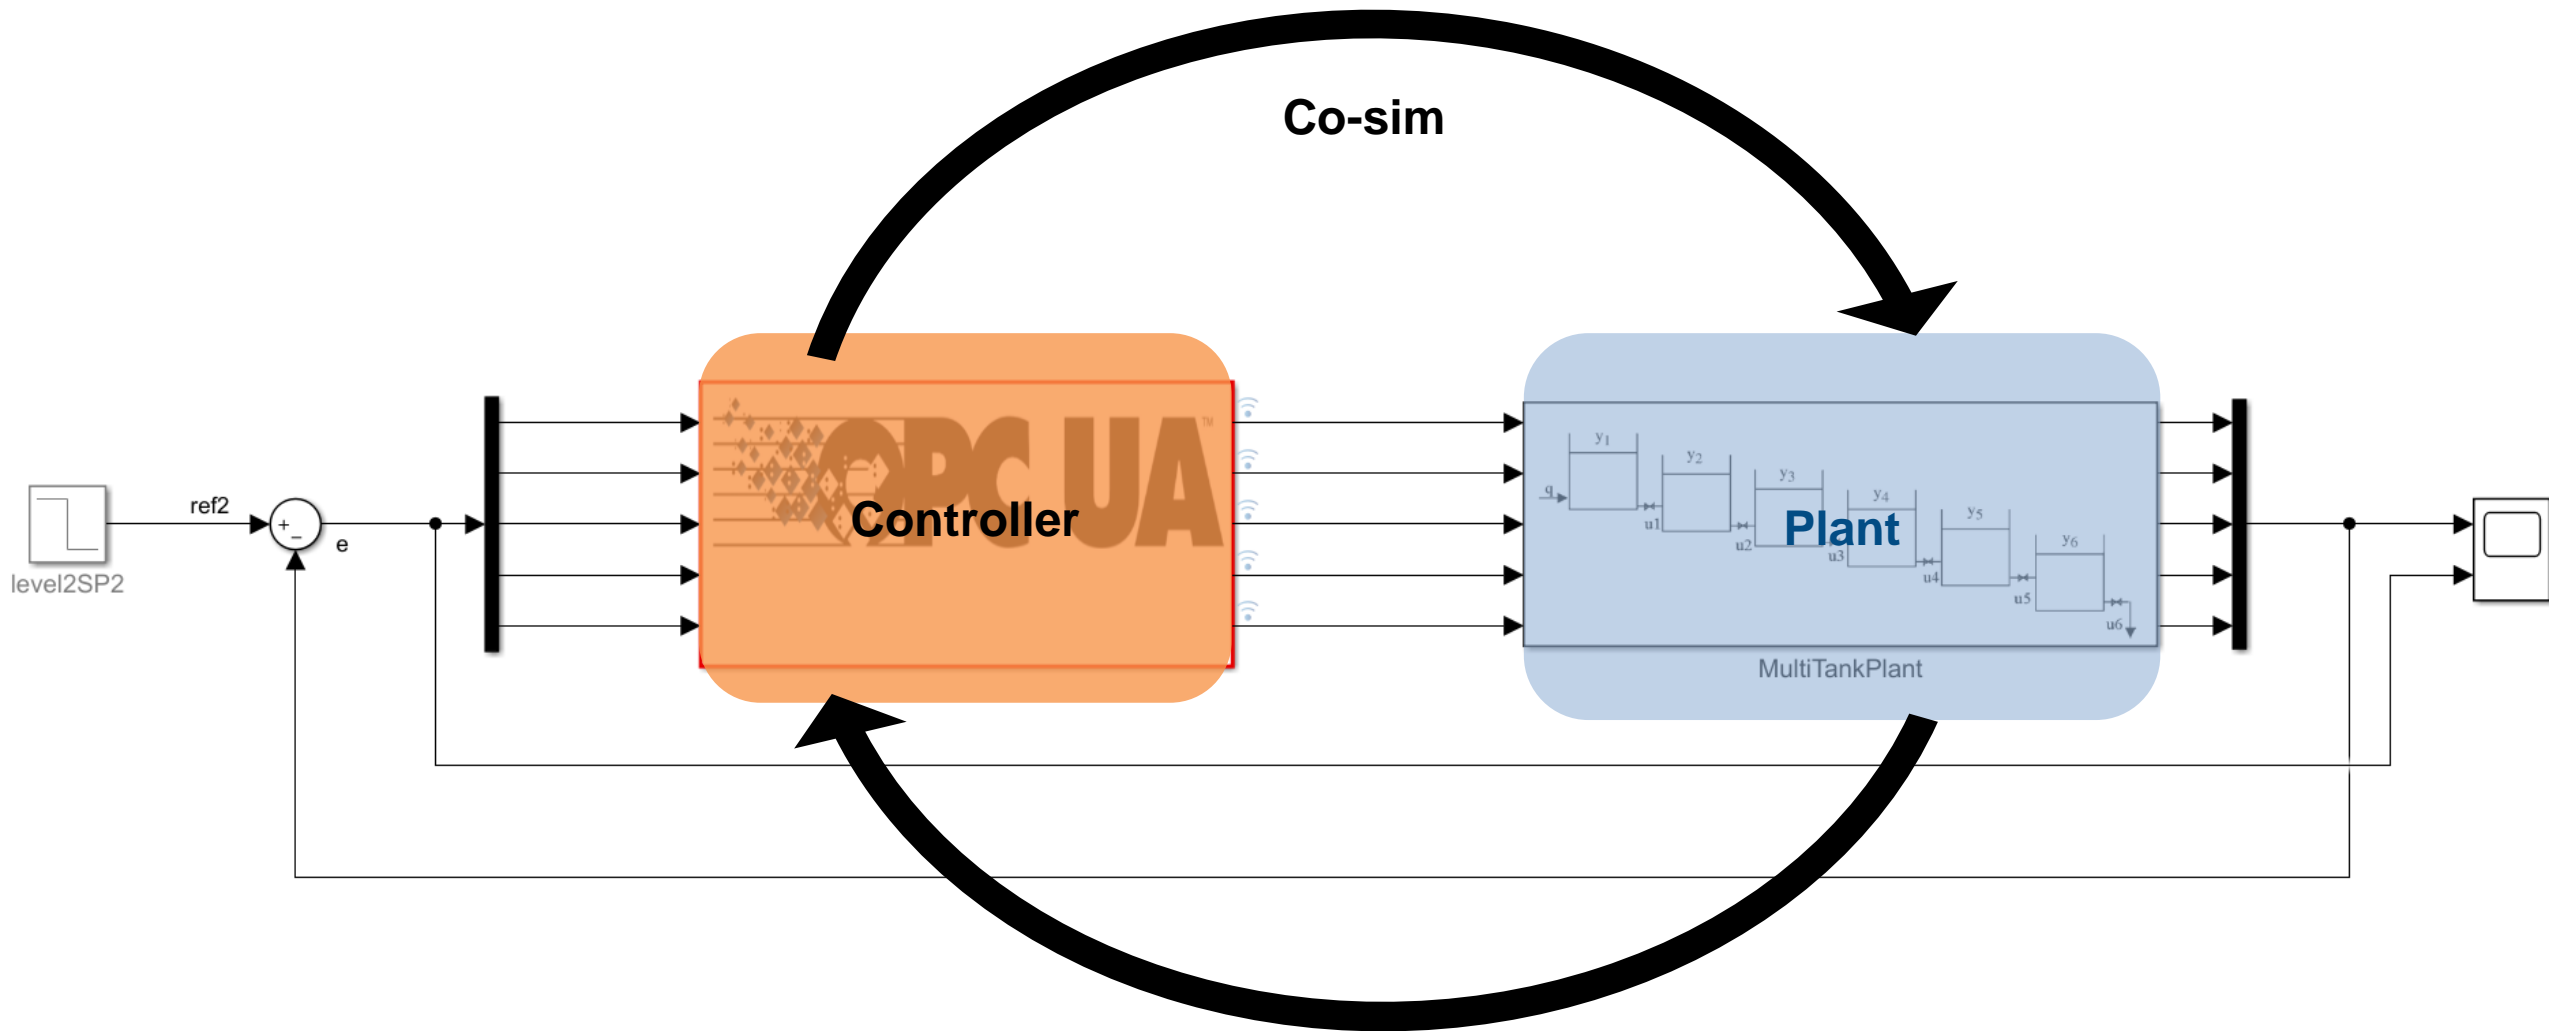 Co-sim
ref2
+
−
e
level2SP2
OPC UA
TM
Controller
Plant
q
y1
y2
y3
y4
y5
y6
u1
u2
u3
u4
u5
u6
MultiTankPlant